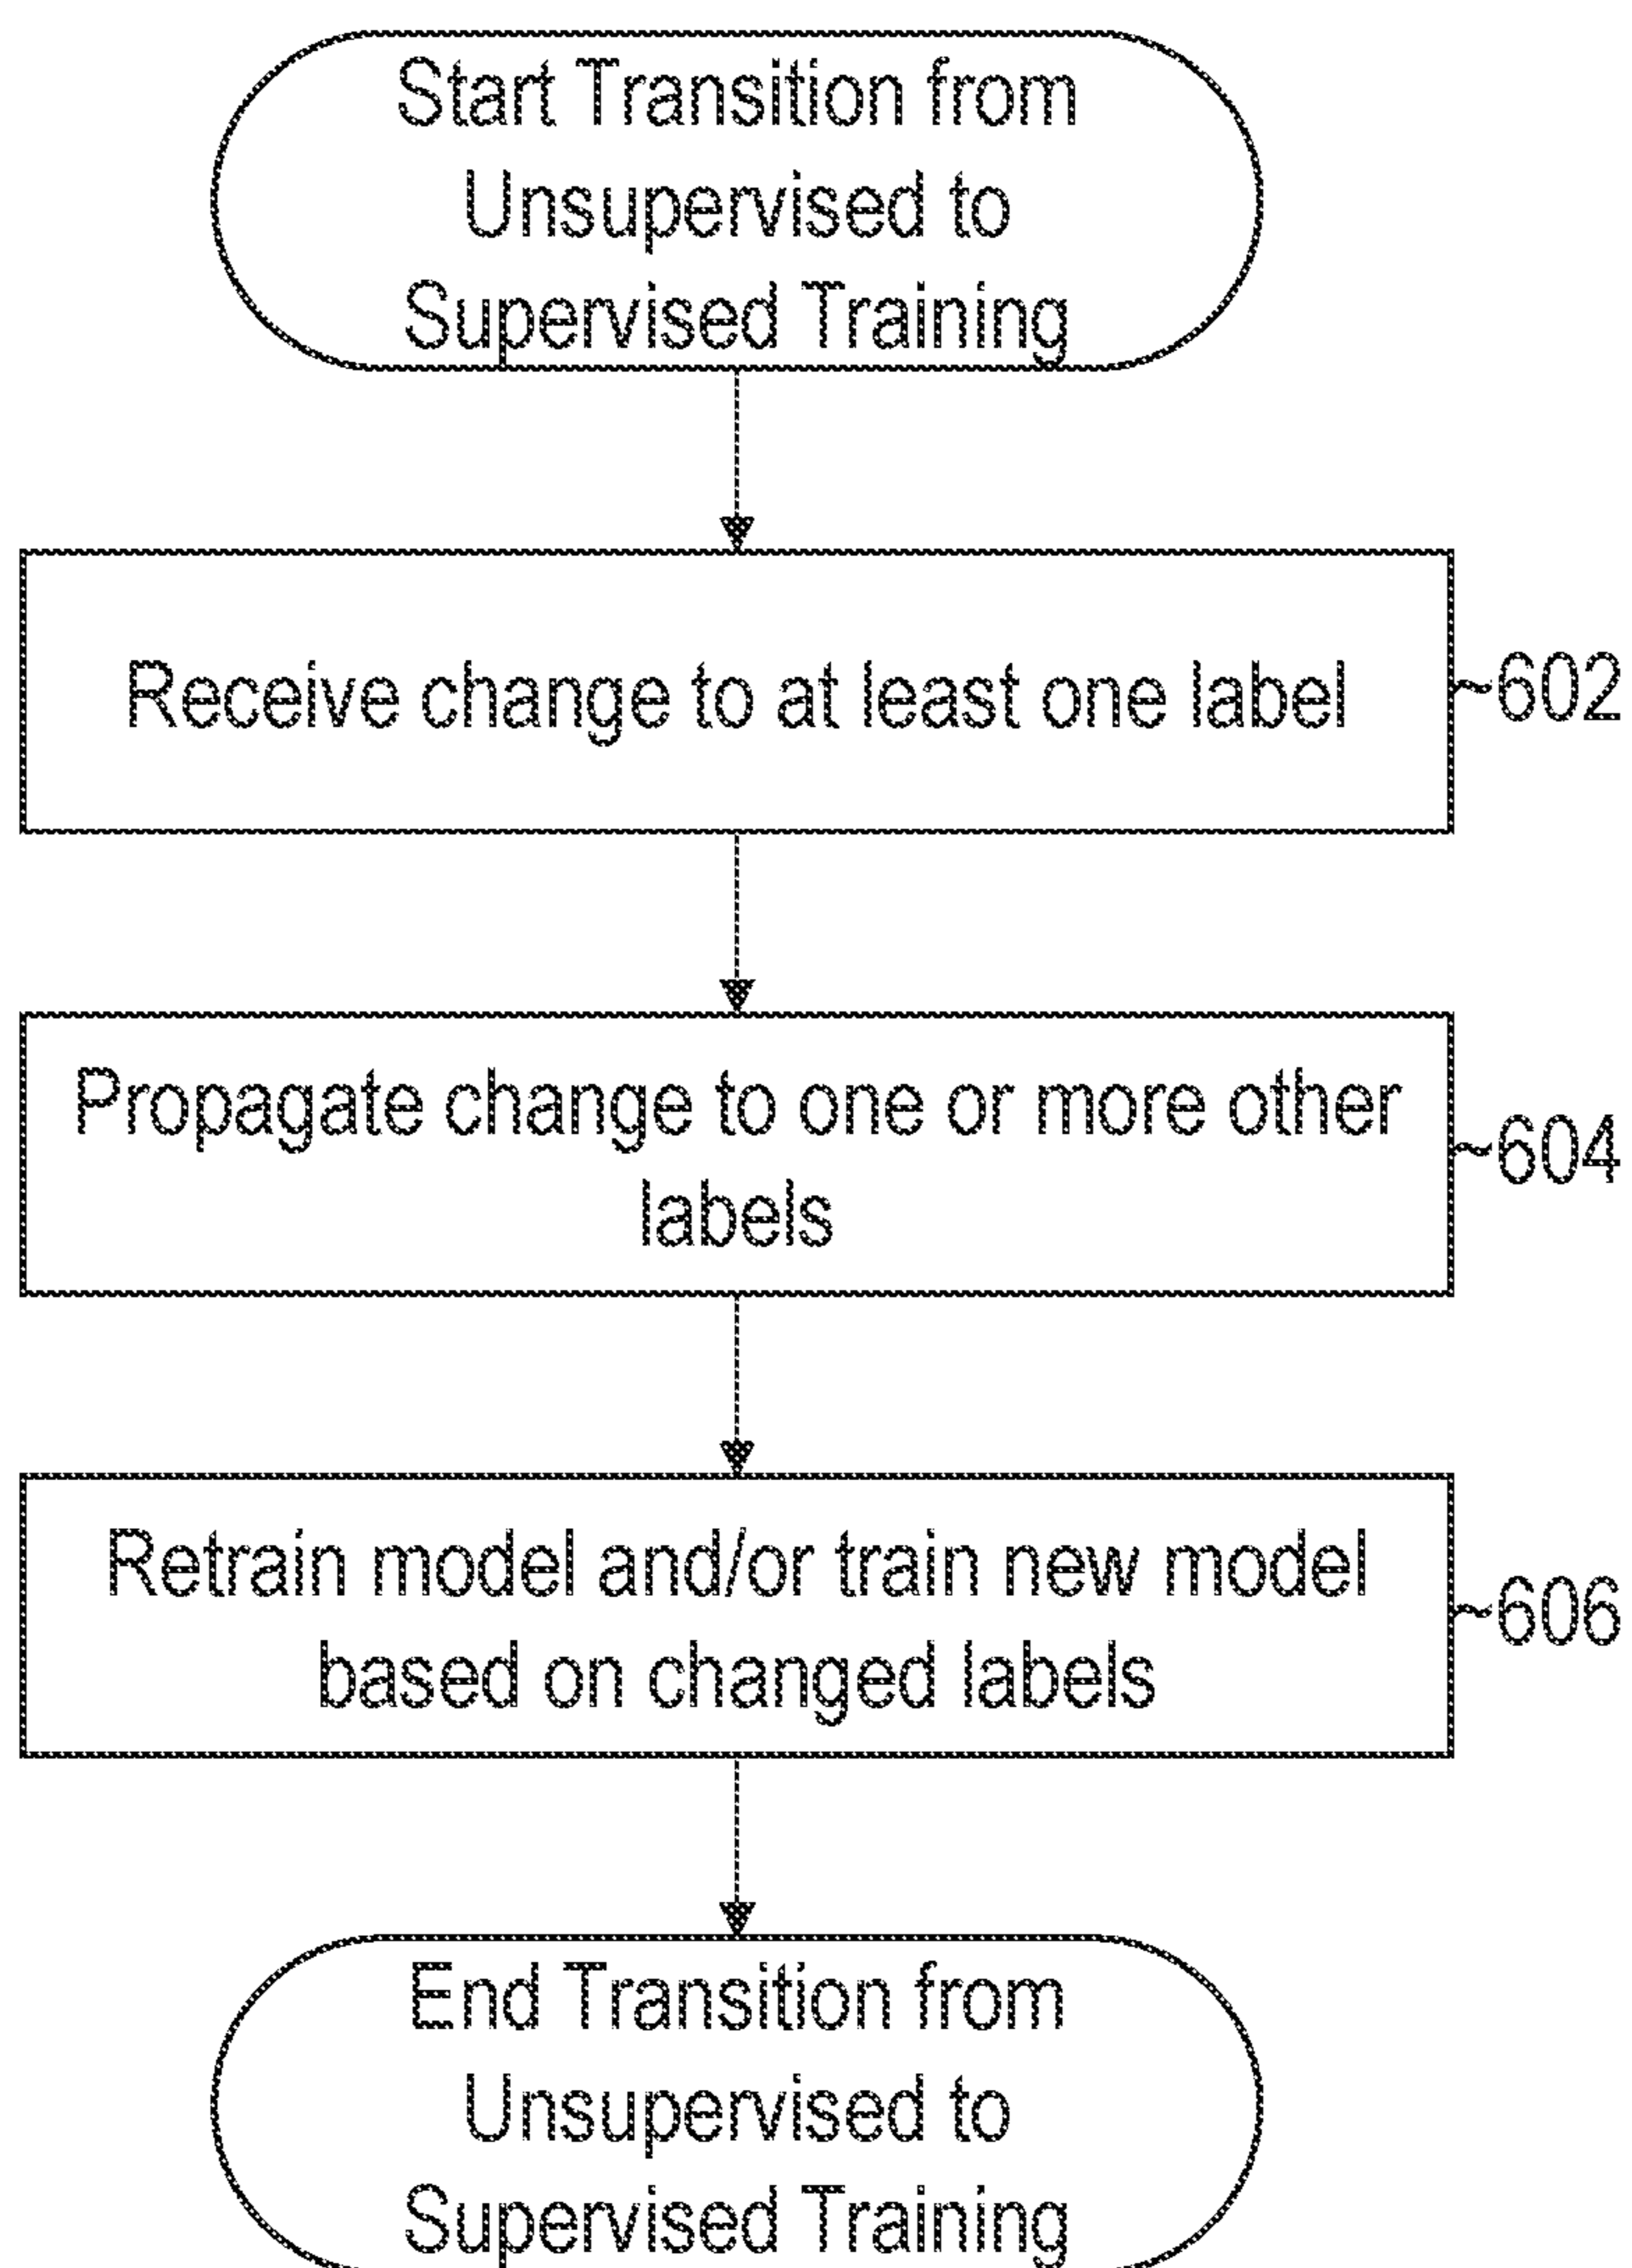 Start Transition from
Unsupervised to
Supervised Training
Receive change to at least one label
~602
Propagate change to one or more other
labels
~604
Retrain model and/or train new model
based on changed labels
~606
End Transition from
Unsupervised to
Supervised Training